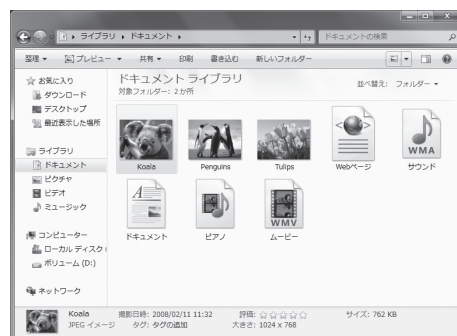 ライブラリ ▸ ドキュメント ▸
ドキュメントの検索
整理 ▼ プレビュー ▼ 共有 ▼ 印刷 書き込む 新しいフォルダー
お気に入り
ダウンロード
デスクトップ
最近表示した場所
ライブラリ
ドキュメント
ピクチャ
ビデオ
ミュージック
コンピューター
ローカル ディスク (
ボリューム (D:)
ネットワーク
ドキュメント ライブラリ
対象フォルダー: 2 か所
並べ替え: フォルダー ▼
Koala Penguins Tulips Webページ サウンド
WMA
WMV
ドキュメント ピアノ ムービー
Koala 撮影日時: 2008/02/11 11:32 評価: ☆☆☆☆☆ サイズ: 762 KB
JPEG イメージ タグ: タグの追加 大きさ: 1024 x 768